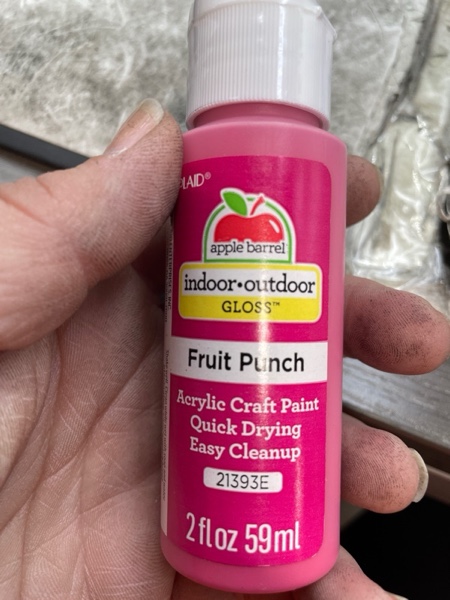 PLAID®
apple barrel
indoor•outdoor
GLOSS™
Fruit Punch
Acrylic Craft Paint
Quick Drying
Easy Cleanup
21393E
2 fl oz 59ml